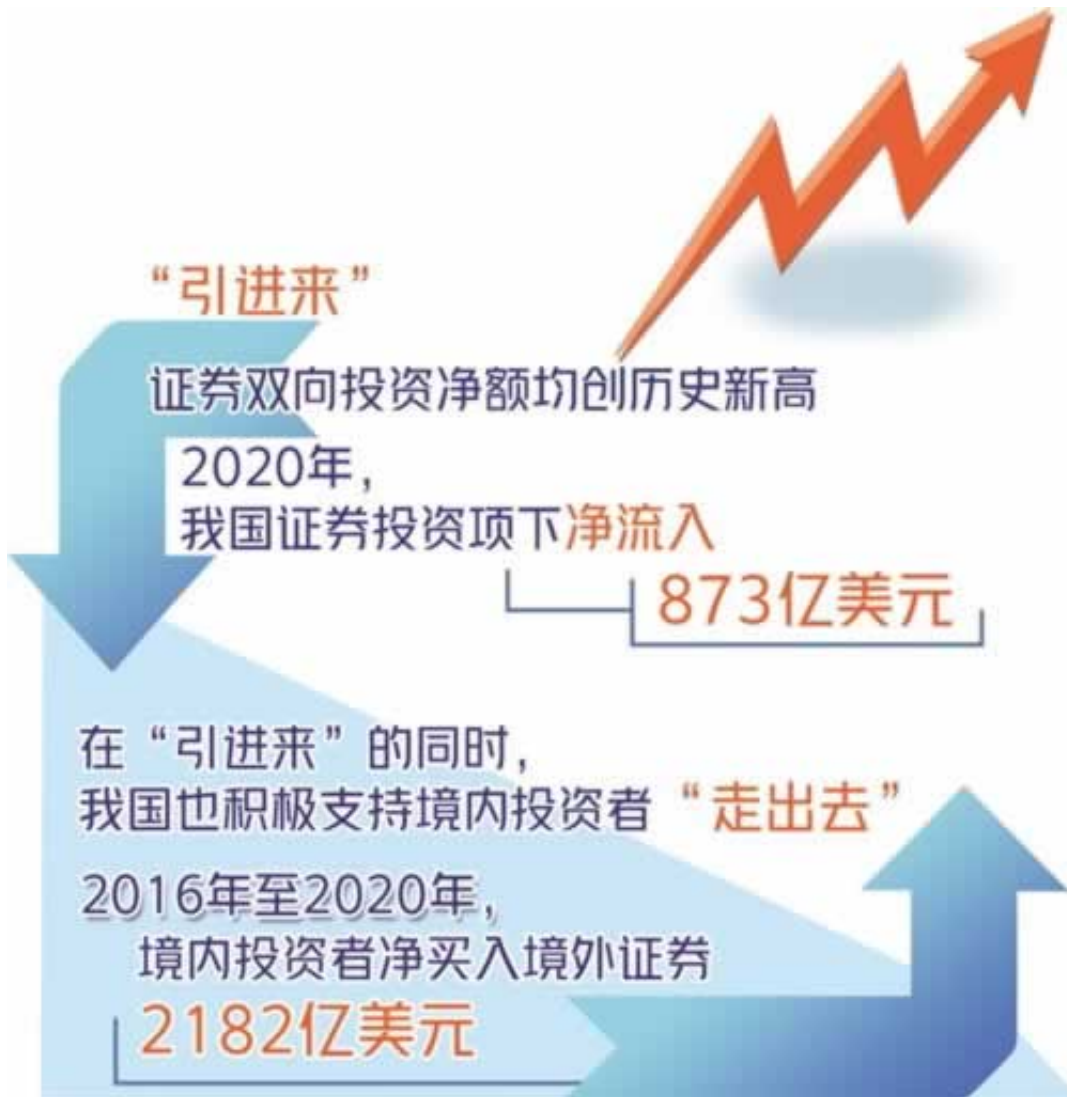 “引进来”
证券双向投资净额均创历史新高
2020年，
我国证券投资项下净流入
873亿美元
在“引进来”的同时，
我国也积极支持境内投资者“走出去”
2016年至2020年，
境内投资者净买入境外证券
2182亿美元